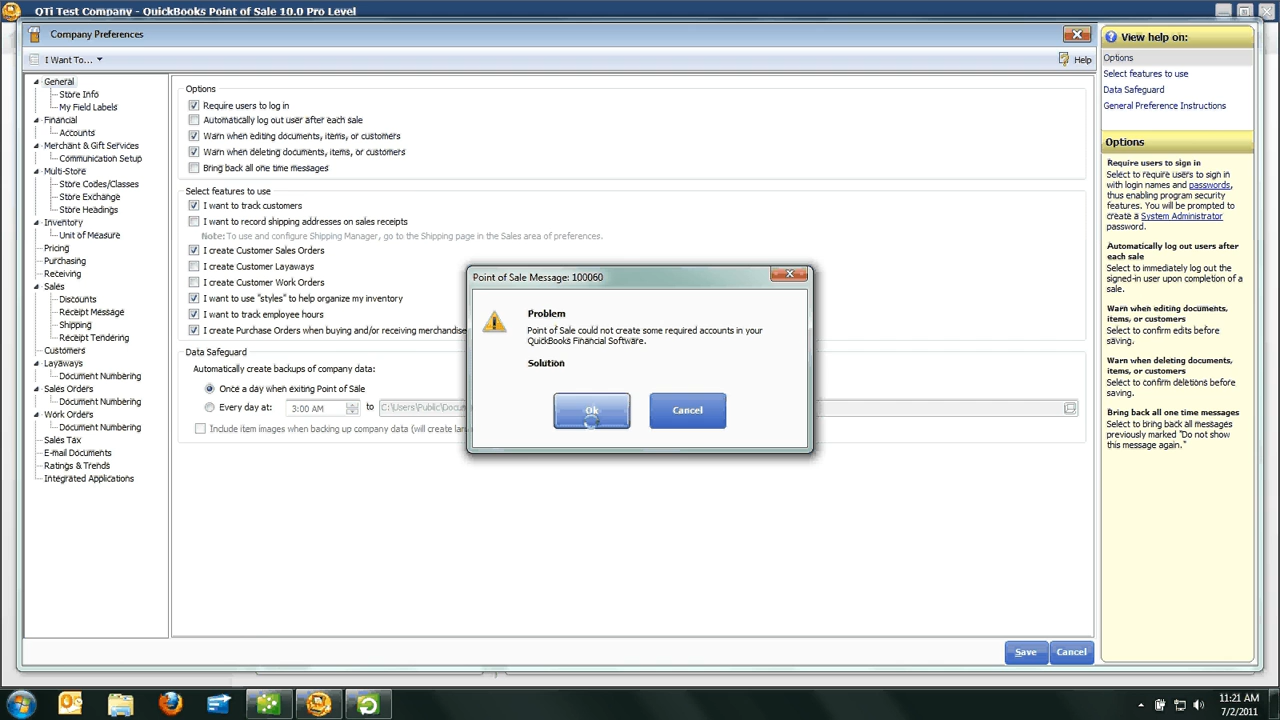 QTi Test Company - QuickBooks Point of Sale 10.0 Pro Level
Company Preferences
I Want To...
Help
General
Store Info
My Field Labels
Financial
Accounts
Merchant & Gift Services
Communication Setup
Multi-Store
Store Codes/Classes
Store Exchange
Store Headings
Inventory
Unit of Measure
Pricing
Purchasing
Receiving
Sales
Discounts
Receipt Message
Shipping
Receipt Tendering
Customers
Layaways
Document Numbering
Sales Orders
Document Numbering
Work Orders
Document Numbering
Sales Tax
E-mail Documents
Ratings & Trends
Integrated Applications
Options
Require users to log in
Automatically log out user after each sale
Warn when editing documents, items, or customers
Warn when deleting documents, items, or customers
Bring back all one time messages
Select features to use
I want to track customers
I want to record shipping addresses on sales receipts
Note: To use and configure Shipping Manager, go to the Shipping page in the Sales area of preferences.
I create Customer Sales Orders
I create Customer Layaways
I create Customer Work Orders
I want to use "styles" to help organize my inventory
I want to track employee hours
I create Purchase Orders when buying and/or receiving merchandise
Data Safeguard
Automatically create backups of company data:
Once a day when exiting Point of Sale
Every day at: 3:00 AM to C:\Users\Public\Docum
Include item images when backing up company data (will create lar
Point of Sale Message: 100060
Problem
Point of Sale could not create some required accounts in your
QuickBooks Financial Software.
Solution
Ok
Cancel
Save
Cancel
View help on:
Options
Select features to use
Data Safeguard
General Preference Instructions
Options
Require users to sign in
Select to require users to sign in
with login names and passwords,
thus enabling program security
features. You will be prompted to
create a System Administrator
password.
Automatically log out users after
each sale
Select to immediately log out the
signed-in user upon completion of a
sale.
Warn when editing documents,
items, or customers
Select to confirm edits before
saving.
Warn when deleting documents,
items, or customers
Select to confirm deletions before
saving.
Bring back all one time messages
Select to bring back all messages
previously marked "Do not show
this message again."
11:21 AM
7/2/2011